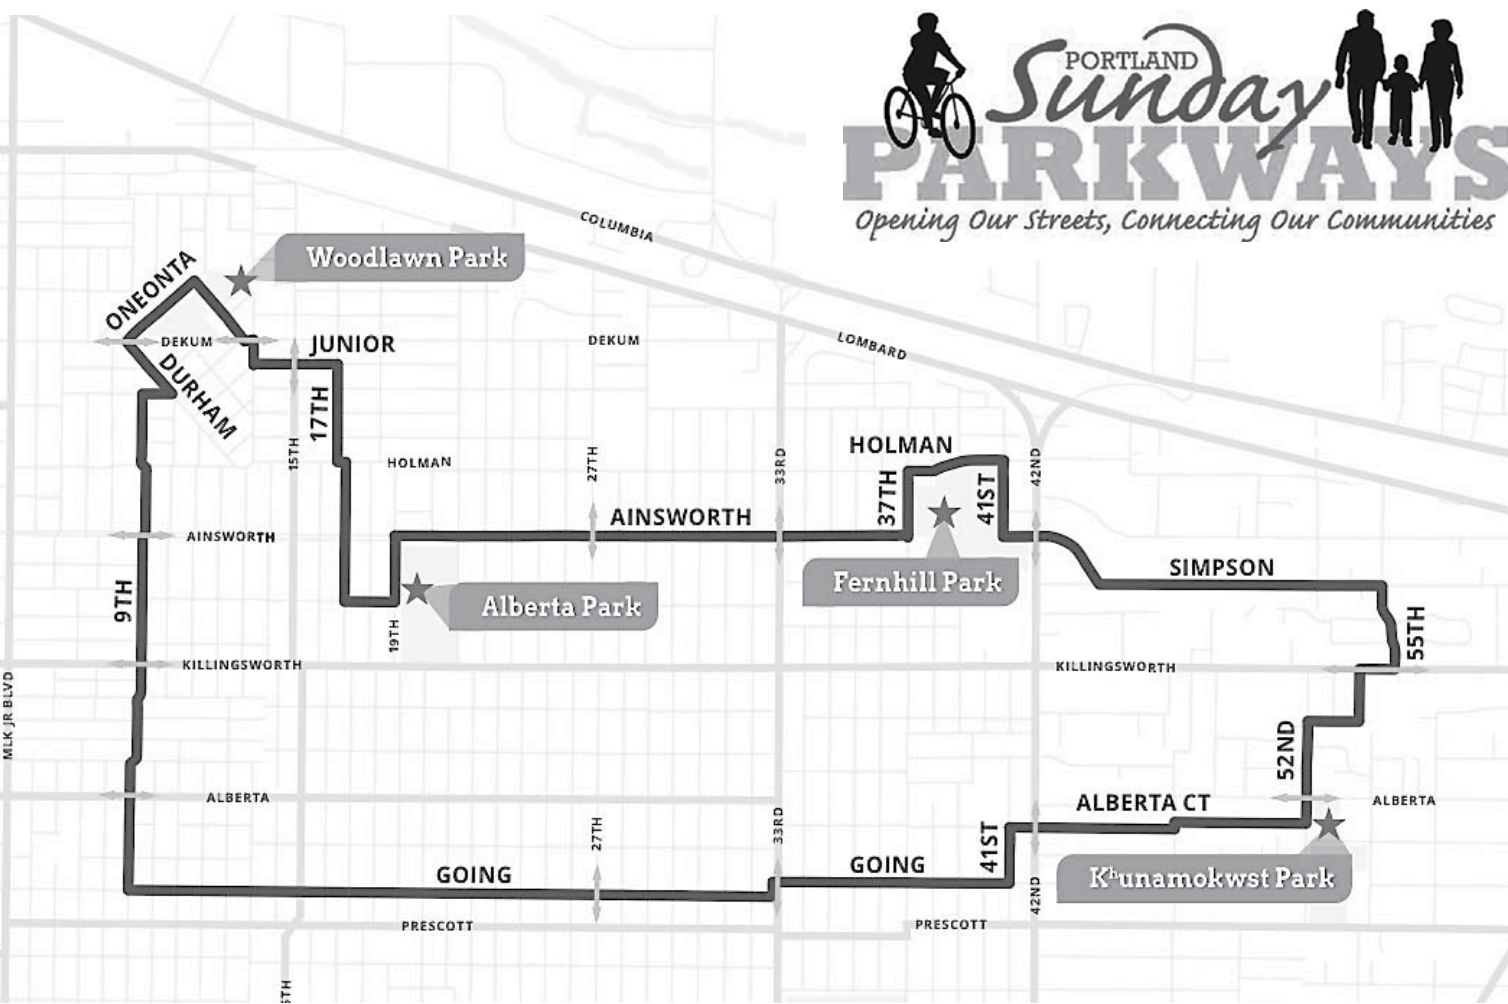 PORTLAND
Sunday
PARKWAYS
Opening Our Streets, Connecting Our Communities
COLUMBIA
Woodlawn Park
ONEONTA
DEKUM
JUNIOR
DEKUM
LOMBARD
DURHAM
17TH
15TH
HOLMAN
27TH
33RD
HOLMAN
37TH
41ST
42ND
AINSWORTH
AINSWORTH
SIMPSON
Fernhill Park
9TH
Alberta Park
19TH
55TH
KILLINGSWORTH
KILLINGSWORTH
MLK JR BLVD
52ND
ALBERTA
ALBERTA CT
ALBERTA
27TH
33RD
41ST
GOING
GOING
Kʰunamokwst Park
42ND
PRESCOTT
PRESCOTT